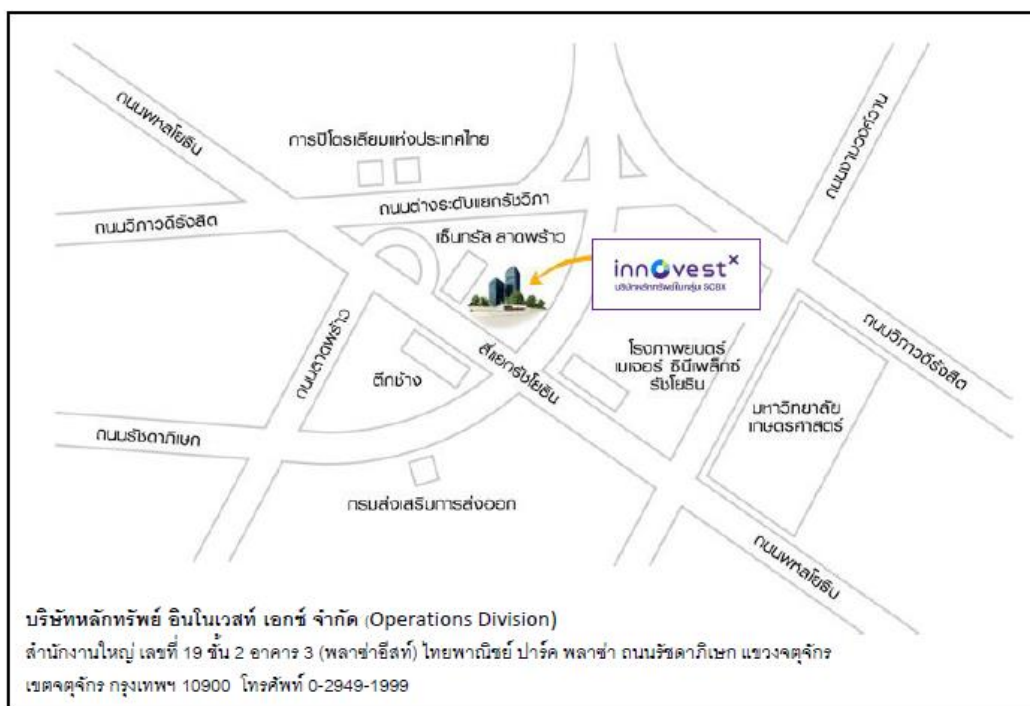 ถนนพหลโยธิน
ถนนงามวงศ์วาน
การปิโตรเลียมแห่งประเทศไทย
ถนนวิภาวดีรังสิต
ถนนต่างระดับแยกรัชวิภา
เซ็นทรัล ลาดพร้าว
innovestx
บริษัทหลักทรัพย์ในกลุ่ม SCBX
ถนนลาดพร้าว
สี่แยกรัชโยธิน
โรงภาพยนตร์
เมเจอร์ ซีนีเพล็กซ์
รัชโยธิน
ถนนวิภาวดีรังสิต
ตึกช้าง
มหาวิทยาลัย
เกษตรศาสตร์
ถนนรัชดาภิเษก
กรมส่งเสริมการส่งออก
ถนนพหลโยธิน
บริษัทหลักทรัพย์ อินโนเวสท์ เอกซ์ จำกัด (Operations Division)
สำนักงานใหญ่ เลขที่ 19 ชั้น 2 อาคาร 3 (พลาซ่าอีสท์) ไทยพาณิชย์ ปาร์ค พลาซ่า ถนนรัชดาภิเษก แขวงจตุจักร
เขตจตุจักร กรุงเทพฯ 10900 โทรศัพท์ 0-2949-1999